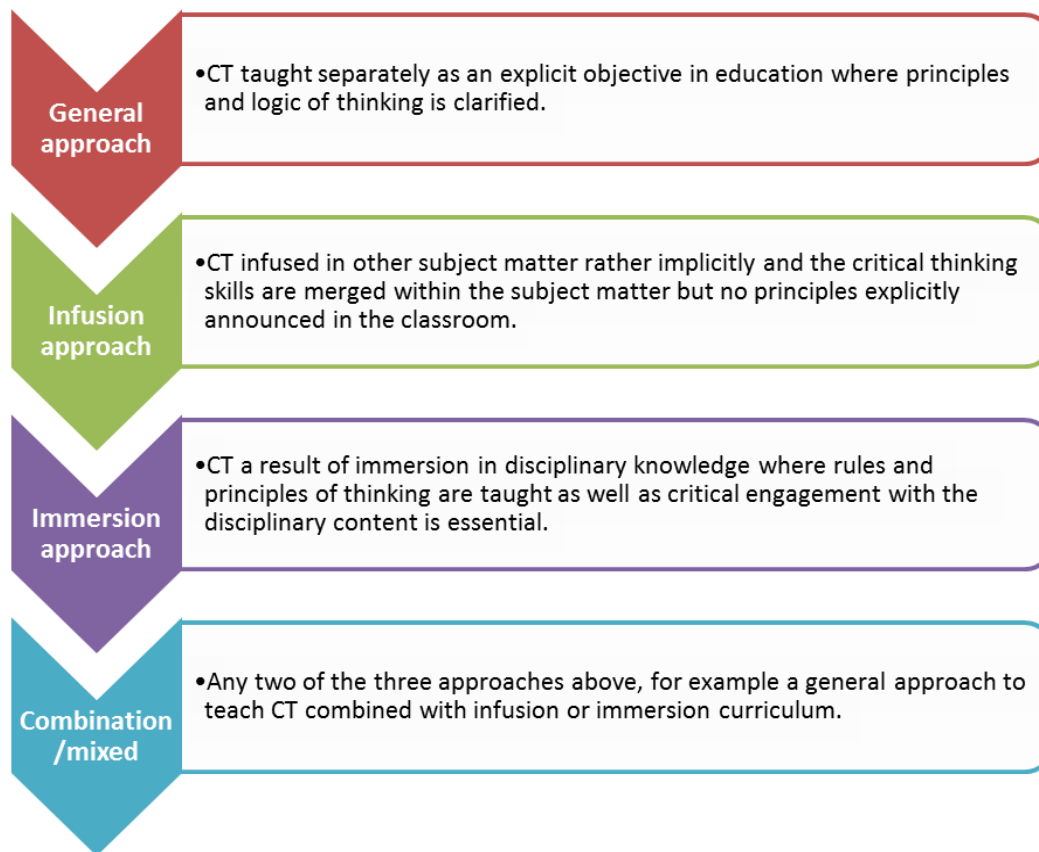 General
approach
•CT taught separately as an explicit objective in education where principles
and logic of thinking is clarified.
Infusion
approach
•CT infused in other subject matter rather implicitly and the critical thinking
skills are merged within the subject matter but no principles explicitly
announced in the classroom.
Immersion
approach
•CT a result of immersion in disciplinary knowledge where rules and
principles of thinking are taught as well as critical engagement with the
disciplinary content is essential.
Combination
/mixed
•Any two of the three approaches above, for example a general approach to
teach CT combined with infusion or immersion curriculum.